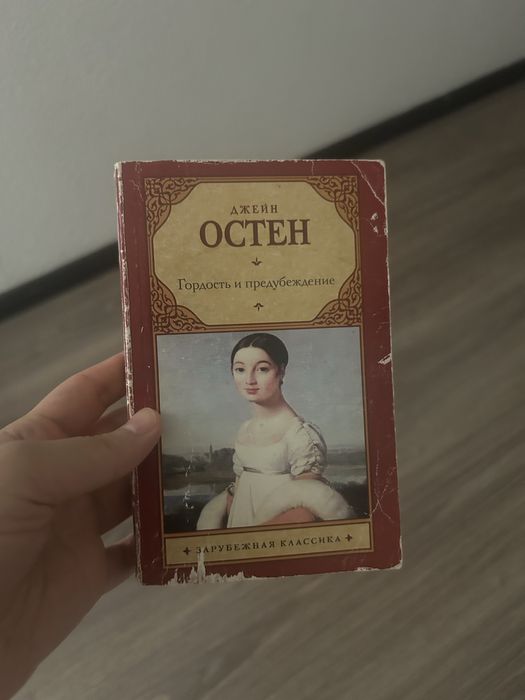 ДЖЕЙН
ОСТЕН
Гордость и предубеждение
ЗАРУБЕЖНАЯ КЛАССИКА